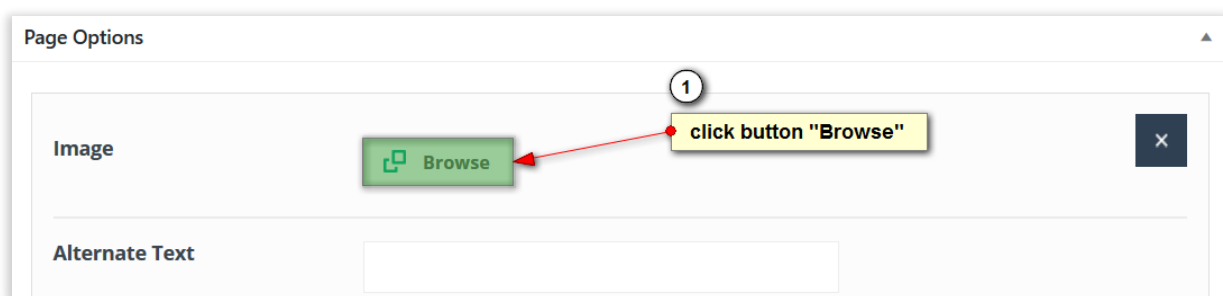 Page Options
1
click button "Browse"
Image
Browse
Alternate Text